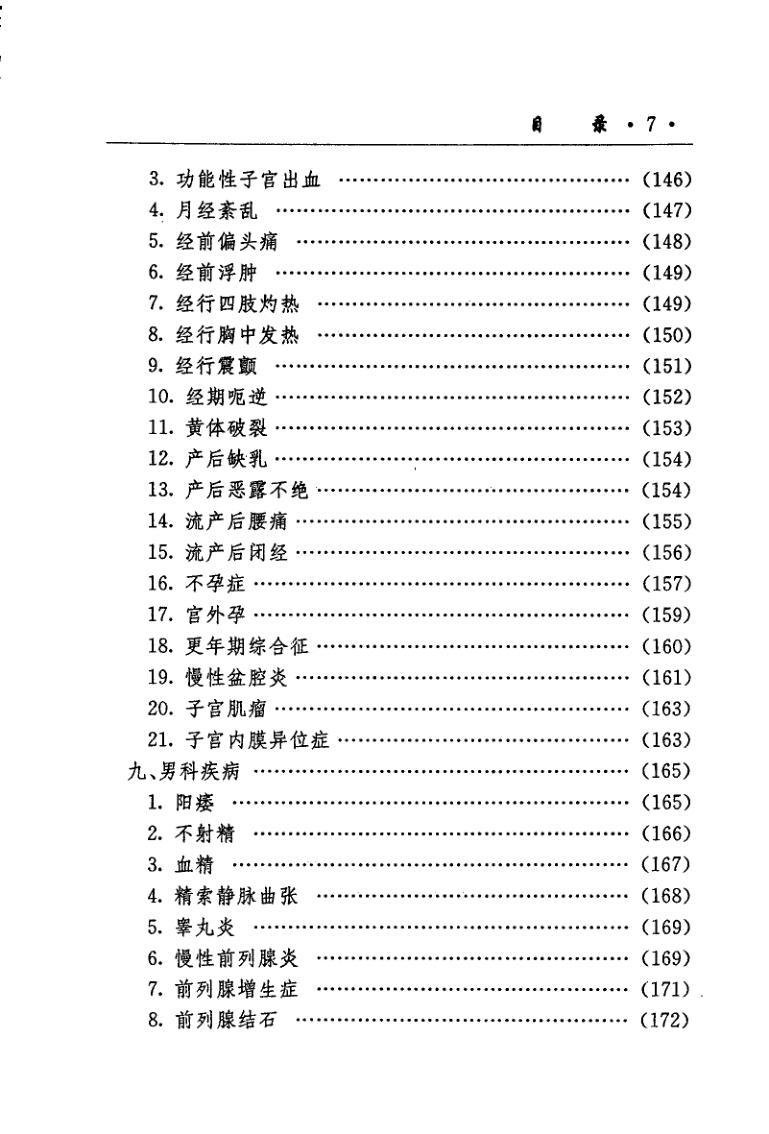 目 录 · 7 ·
3. 功能性子宫出血 ……………………………………(146)
4. 月经紊乱 ……………………………………………(147)
5. 经前偏头痛 …………………………………………(148)
6. 经前浮肿 ……………………………………………(149)
7. 经行四肢灼热 ………………………………………(149)
8. 经行胸中发热 ………………………………………(150)
9. 经行震颤 ……………………………………………(151)
10. 经期呃逆……………………………………………(152)
11. 黄体破裂……………………………………………(153)
12. 产后缺乳……………………………………………(154)
13. 产后恶露不绝………………………………………(154)
14. 流产后腰痛…………………………………………(155)
15. 流产后闭经…………………………………………(156)
16. 不孕症………………………………………………(157)
17. 宫外孕………………………………………………(159)
18. 更年期综合征………………………………………(160)
19. 慢性盆腔炎…………………………………………(161)
20. 子宫肌瘤……………………………………………(163)
21. 子宫内膜异位症……………………………………(163)
九、男科疾病 ………………………………………………(165)
1. 阳痿 …………………………………………………(165)
2. 不射精 ………………………………………………(166)
3. 血精 …………………………………………………(167)
4. 精索静脉曲张 ………………………………………(168)
5. 睾丸炎 ………………………………………………(169)
6. 慢性前列腺炎 ………………………………………(169)
7. 前列腺增生症 ………………………………………(171)
8. 前列腺结石 …………………………………………(172)